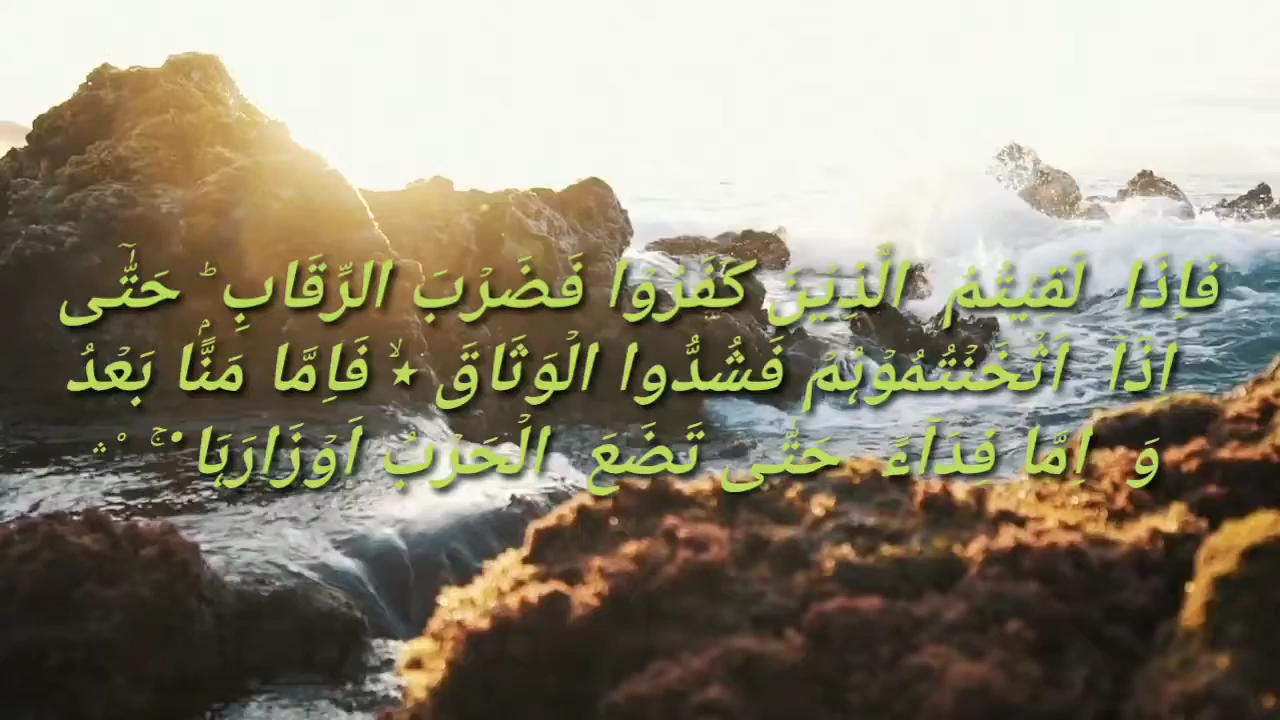 فَاِذَا لَقِیۡتُمُ الَّذِیۡنَ کَفَرُوۡا فَضَرۡبَ الرِّقَابِ ؕ حَتّٰۤی
اِذَاۤ اَثۡخَنۡتُمُوۡہُمۡ فَشُدُّوا الۡوَثَاقَ ٭ۙ فَاِمَّا مَنًّۢا بَعۡدُ
وَ اِمَّا فِدَآءً حَتّٰی تَضَعَ الۡحَرۡبُ اَوۡزَارَہَا ۬ۚ۟ۛ